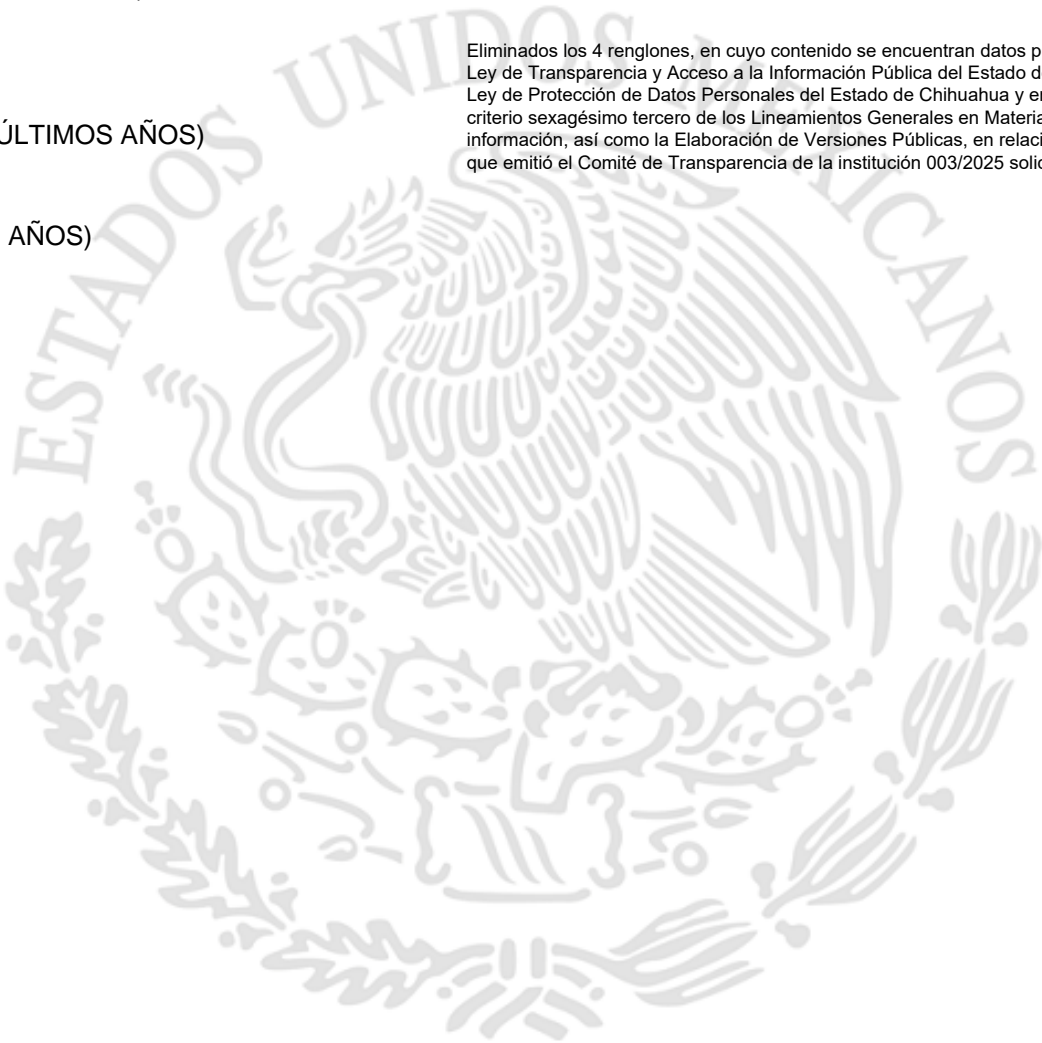 Eliminados los 4 renglones, en cuyo contenido se encuentran datos p
Ley de Transparencia y Acceso a la Información Pública del Estado d
Ley de Protección de Datos Personales del Estado de Chihuahua y e
criterio sexagésimo tercero de los Lineamientos Generales en Materia
información, así como la Elaboración de Versiones Públicas, en relaci
que emitió el Comité de Transparencia de la institución 003/2025 solic
ÚLTIMOS AÑOS)
AÑOS)
ESTADOS UNIDOS MEXICANOS